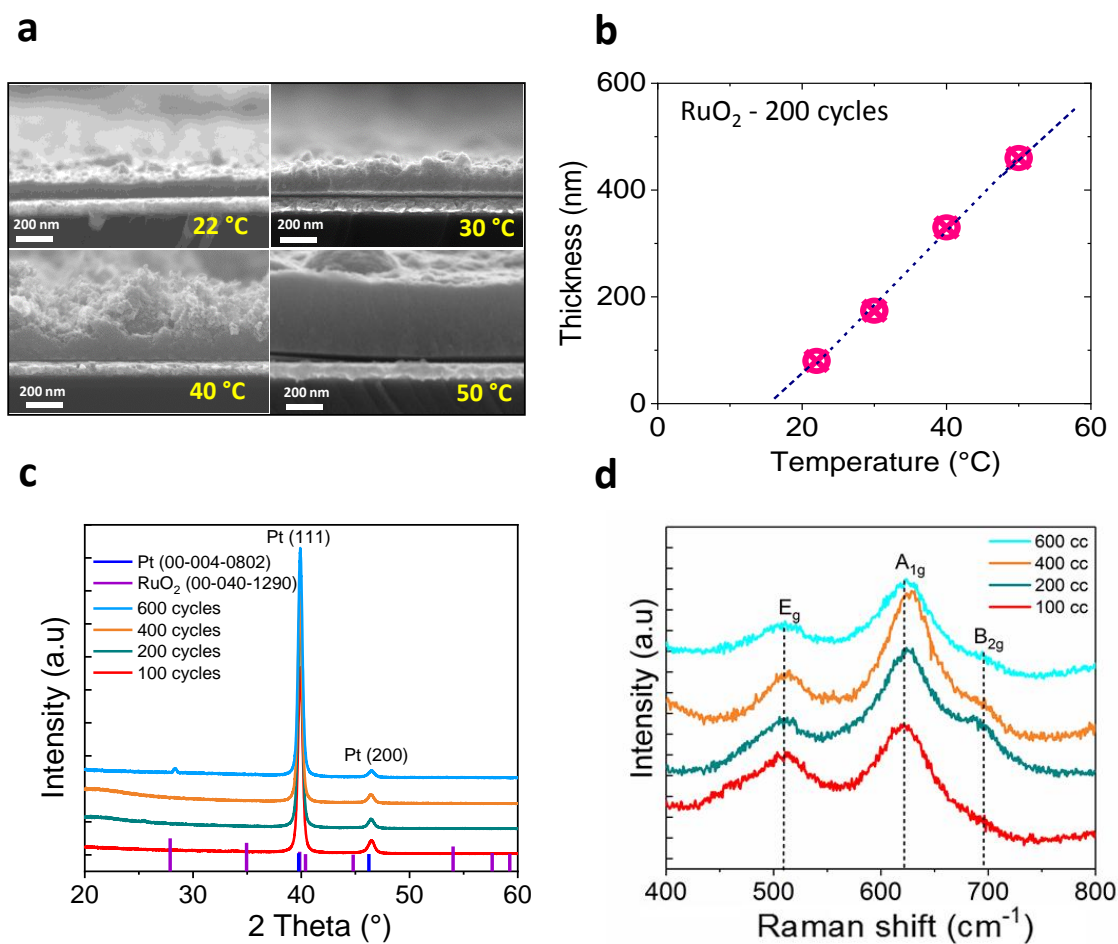 a
200 nm
22 °C
200 nm
30 °C
200 nm
40 °C
200 nm
50 °C
b
RuO₂ - 200 cycles
600
400
200
0
Thickness (nm)
0 20 40 60
Temperature (°C)
c
Pt (111)
Pt (00-004-0802)
RuO₂ (00-040-1290)
600 cycles
400 cycles
200 cycles
100 cycles
Pt (200)
Intensity (a.u)
20 30 40 50 60
2 Theta (°)
d
600 cc
400 cc
200 cc
100 cc
E_g
A_1g
B_2g
Intensity (a.u)
400 500 600 700 800
Raman shift (cm⁻¹)